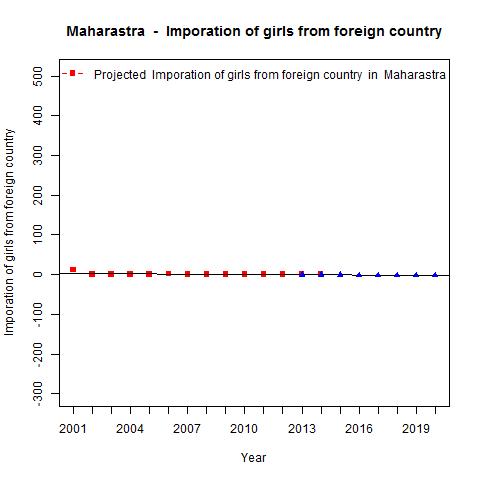 Maharastra - Imporation of girls from foreign country
Projected Imporation of girls from foreign country in Maharastra
Imporation of girls from foreign country
500
400
300
200
100
0
-100
-200
-300
2001 2004 2007 2010 2013 2016 2019
Year